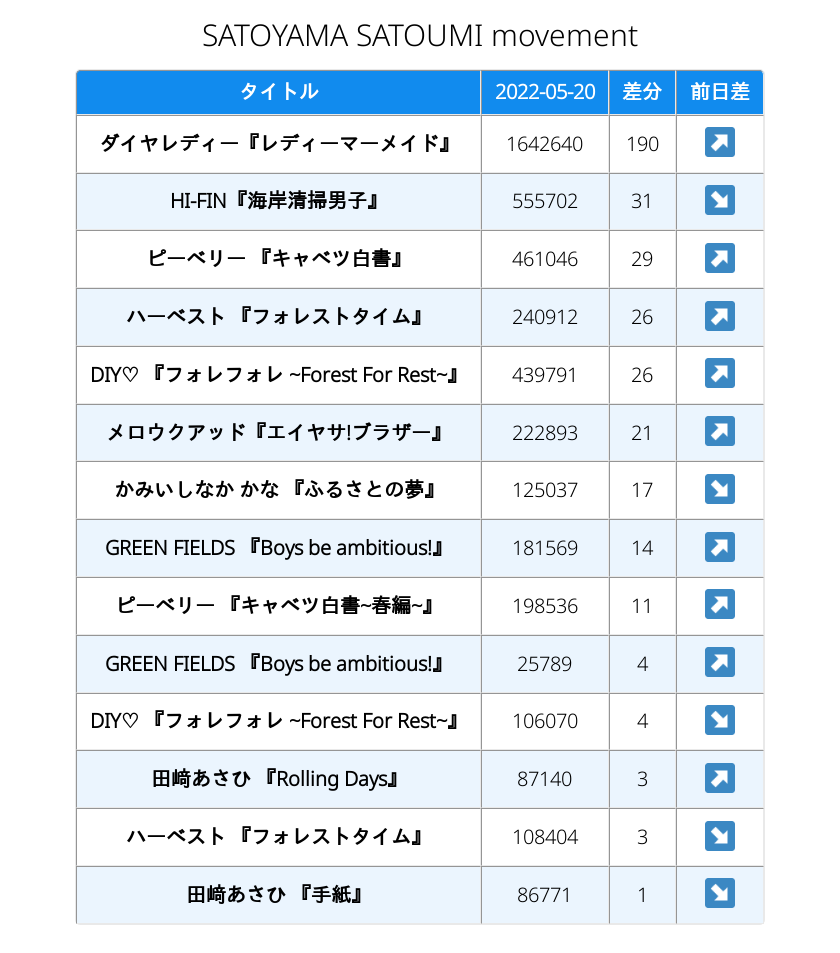 SATOYAMA SATOUMI movement
タイトル 2022-05-20 差分 前日差
ダイヤレディー『レディーマーメイド』 1642640 190 ↗
HI-FIN『海岸清掃男子』 555702 31 ↘
ピーベリー 『キャベツ白書』 461046 29 ↗
ハーベスト 『フォレストタイム』 240912 26 ↗
DIY♡ 『フォレフォレ ~Forest For Rest~』 439791 26 ↗
メロウクアッド『エイヤサ!ブラザー』 222893 21 ↗
かみいしなか かな 『ふるさとの夢』 125037 17 ↘
GREEN FIELDS 『Boys be ambitious!』 181569 14 ↗
ピーベリー 『キャベツ白書~春編~』 198536 11 ↗
GREEN FIELDS 『Boys be ambitious!』 25789 4 ↗
DIY♡ 『フォレフォレ ~Forest For Rest~』 106070 4 ↘
田﨑あさひ 『Rolling Days』 87140 3 ↗
ハーベスト 『フォレストタイム』 108404 3 ↘
田﨑あさひ 『手紙』 86771 1 ↘